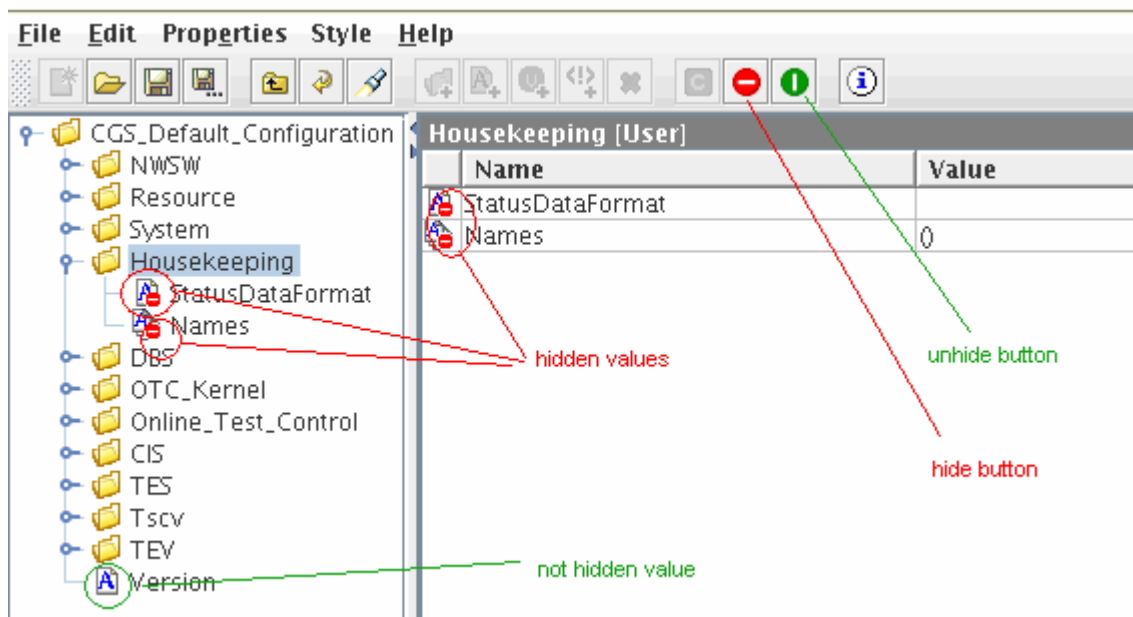 File Edit Properties Style Help
CGS_Default_Configuration
NWSW
Resource
System
Housekeeping
StatusDataFormat
Names
DBS
OTC_Kernel
Online_Test_Control
CIS
TES
Tscv
TEV
Version
Housekeeping [User]
Name Value
StatusDataFormat
Names ()
hidden values
unhide button
hide button
not hidden value